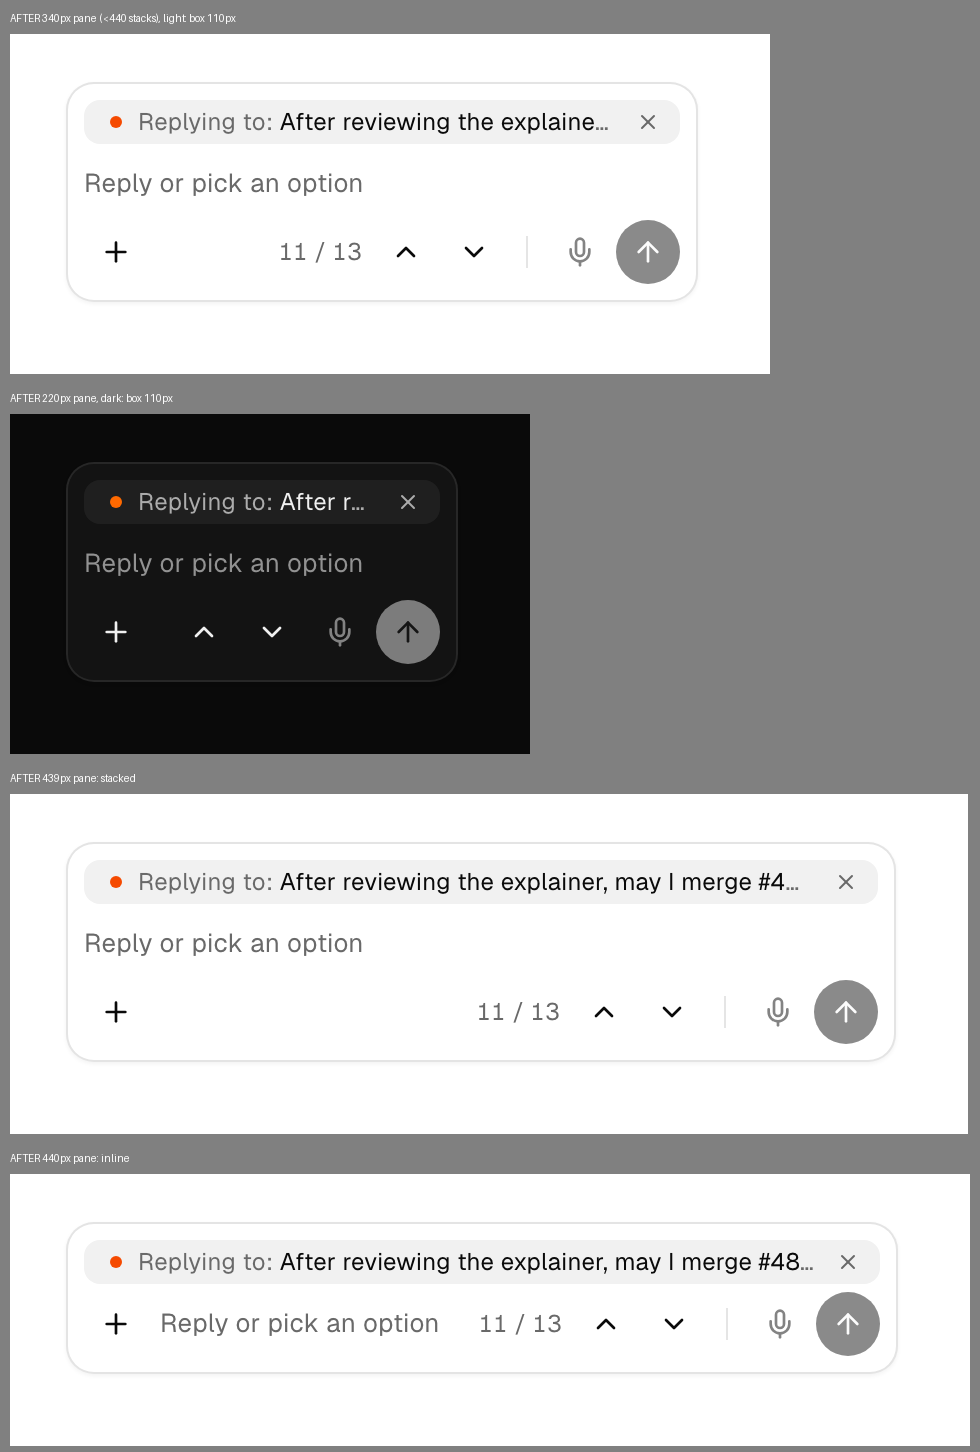 AFTER 340px pane (<440 stacks), light: box 110px
Replying to: After reviewing the explaine...
Reply or pick an option
11 / 13
AFTER 220px pane, dark: box 110px
Replying to: After r...
Reply or pick an option
AFTER 439px pane: stacked
Replying to: After reviewing the explainer, may I merge #4...
Reply or pick an option
11 / 13
AFTER 440px pane: inline
Replying to: After reviewing the explainer, may I merge #48...
Reply or pick an option 11 / 13